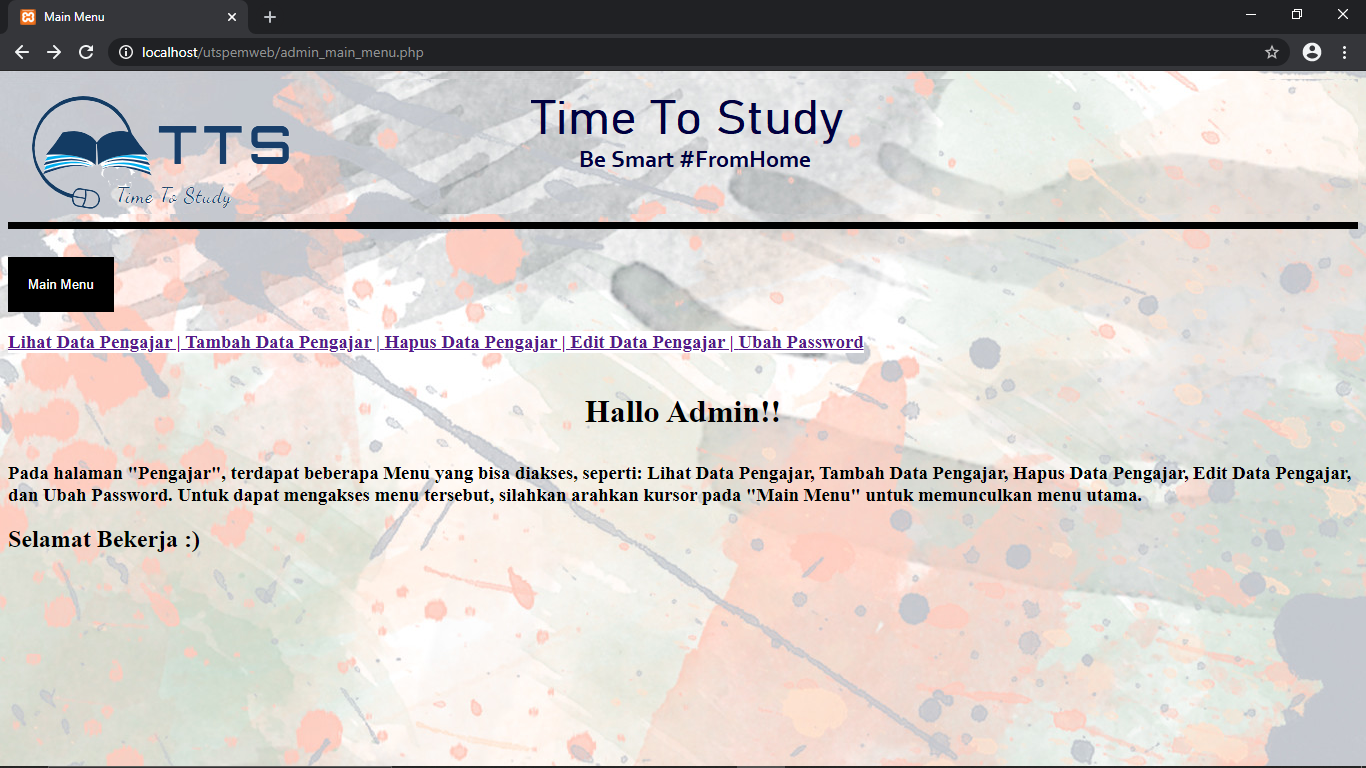 Main Menu
localhost/utspemweb/admin_main_menu.php
TTS
Time To Study
Time To Study
Be Smart #FromHome
Main Menu
Lihat Data Pengajar | Tambah Data Pengajar | Hapus Data Pengajar | Edit Data Pengajar | Ubah Password
Hallo Admin!!
Pada halaman "Pengajar", terdapat beberapa Menu yang bisa diakses, seperti: Lihat Data Pengajar, Tambah Data Pengajar, Hapus Data Pengajar, Edit Data Pengajar,
dan Ubah Password. Untuk dapat mengakses menu tersebut, silahkan arahkan kursor pada "Main Menu" untuk memunculkan menu utama.
Selamat Bekerja :)